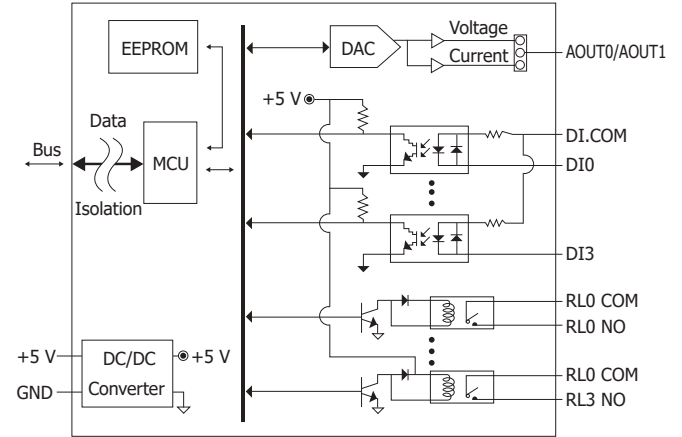 EEPROM
DAC
Voltage
Current
AOUT0/AOUT1
+5 V
Data
Bus
MCU
Isolation
DI.COM
DI0
DI3
RL0 COM
RL0 NO
RL0 COM
RL3 NO
+5 V
DC/DC
Converter
+5 V
GND